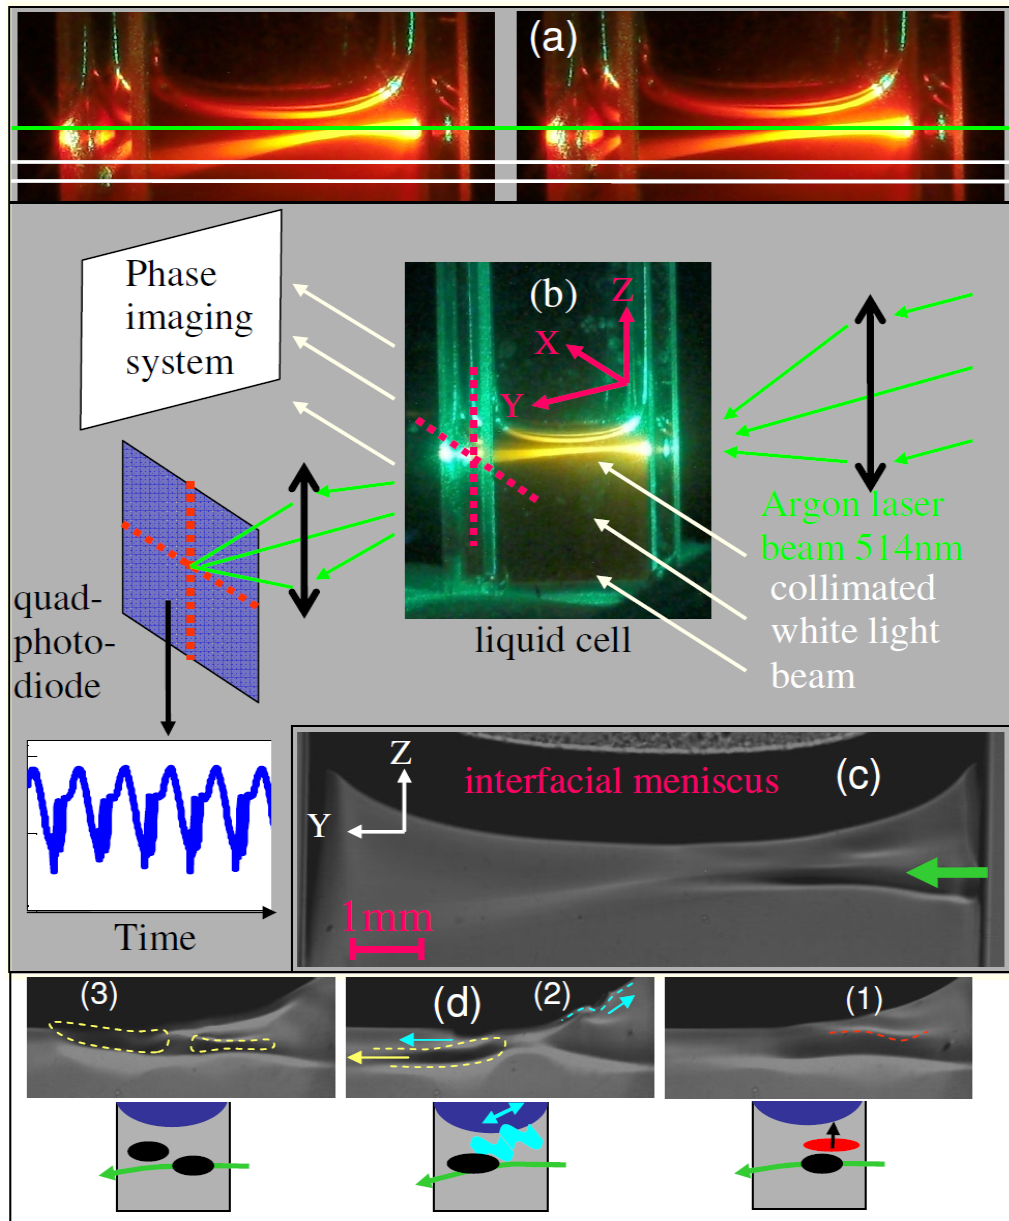 (a)
Phase
imaging
system
(b)
Z
X
Y
Argon laser
beam 514nm
collimated
white light
beam
quad-
photo-
diode
liquid cell
Time
Z
Y
interfacial meniscus
(c)
1mm
(3)
(d)
(2)
(1)